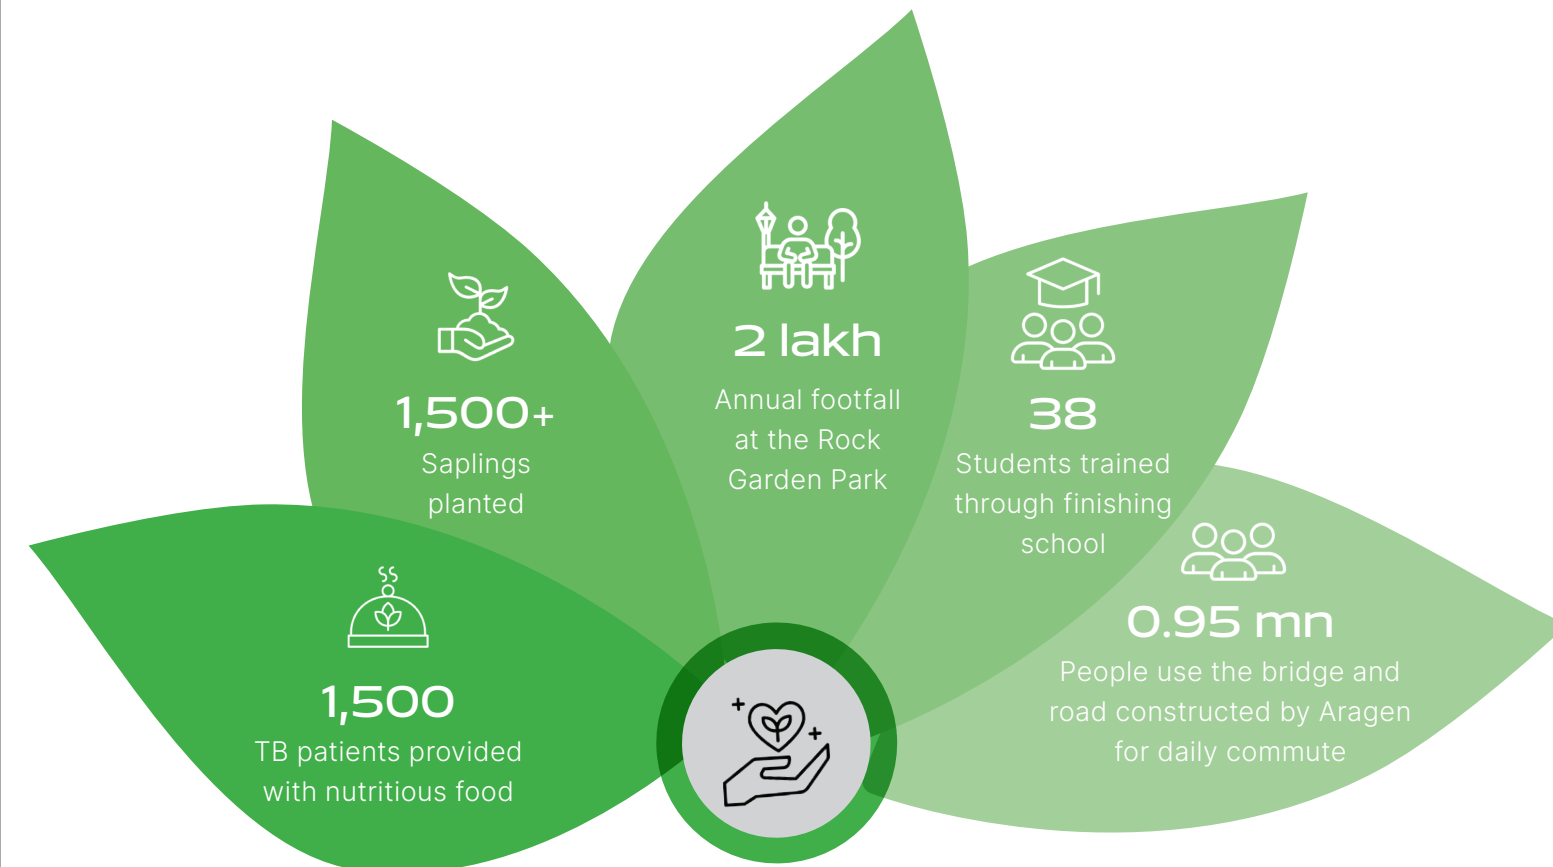 1,500
TB patients provided
with nutritious food
1,500+
Saplings
planted
2 lakh
Annual footfall
at the Rock
Garden Park
38
Students trained
through finishing
school
0.95 mn
People use the bridge and
road constructed by Aragen
for daily commute